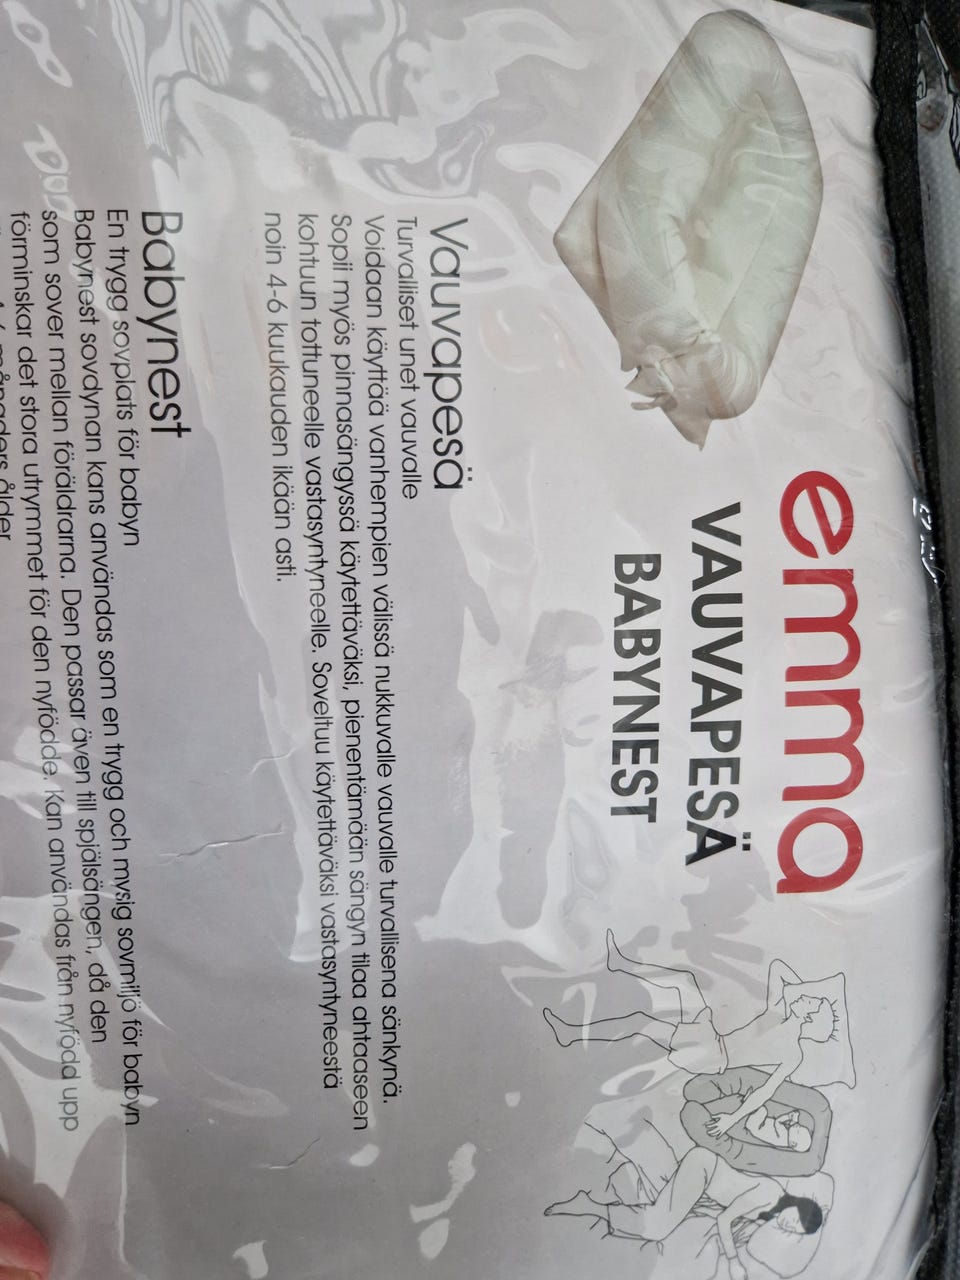 emma
VAUVAPESÄ
BABYNEST
Vauvapesä
Turvalliset unet vauvalle
Voidaan käyttää vanhempien välissä nukkuvalle vauvalle turvallisena sänkynä.
Sopii myös pinnasängyssä käytettäväksi, pienentämään sängyn tilaa ahtaaseen
kohtuun tottuneelle vastasyntyneelle. Soveltuu käytettäväksi vastasyntyneestä
noin 4-6 kuukauden ikään asti.
Babynest
En trygg sovplats för babyn
Babynest sovdynan kans användas som en trygg och mysig sovmiljö för babyn
som sover mellan föräldrarna. Den passar även till spjälsängen, då den
förminskar det stora utrymmet för den nyfödde. Kan användas från nyfödd upp
månaders ålder